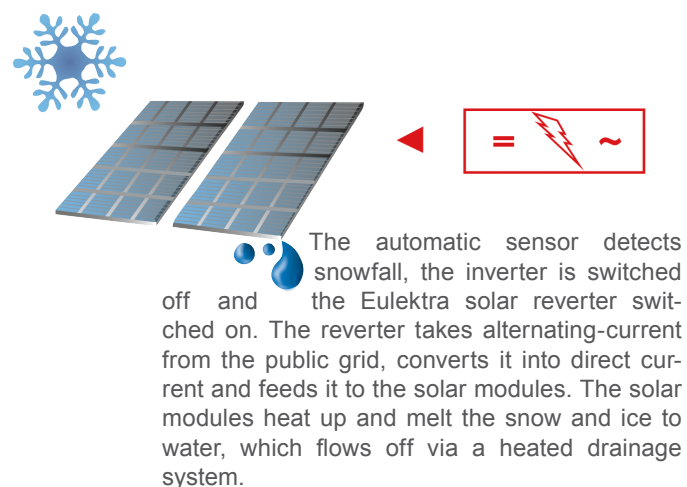 = ~
The automatic sensor detects
snowfall, the inverter is switched
off and the Eulektra solar reverter swit-
ched on. The reverter takes alternating-current
from the public grid, converts it into direct cur-
rent and feeds it to the solar modules. The solar
modules heat up and melt the snow and ice to
water, which flows off via a heated drainage
system.